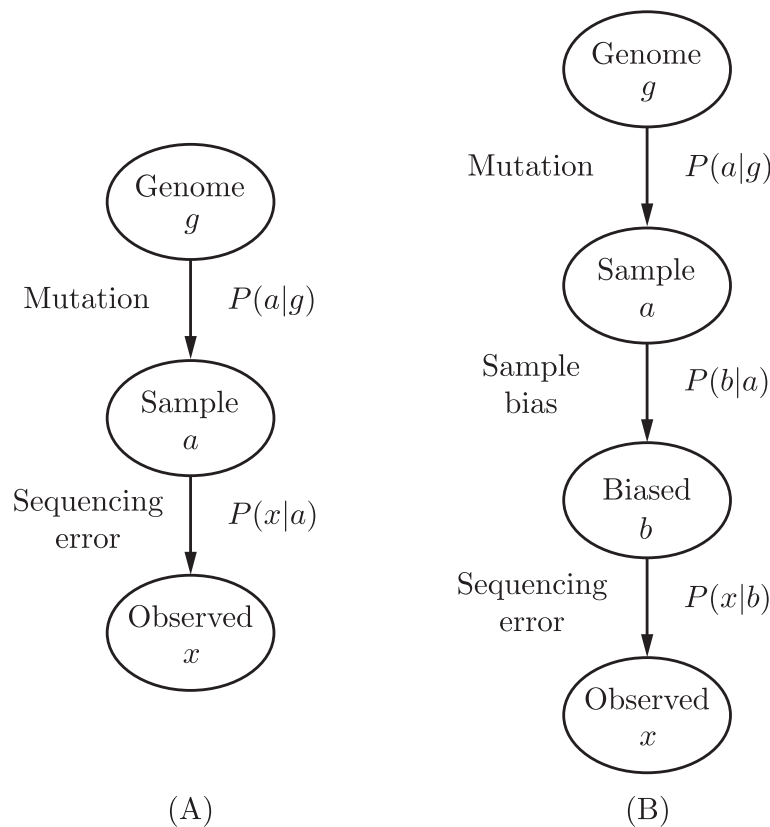 Genome
g
Mutation
P(a|g)
Sample
a
Sequencing
error
P(x|a)
Observed
x
(A)
Genome
g
Mutation
P(a|g)
Sample
a
Sample
bias
P(b|a)
Biased
b
Sequencing
error
P(x|b)
Observed
x
(B)